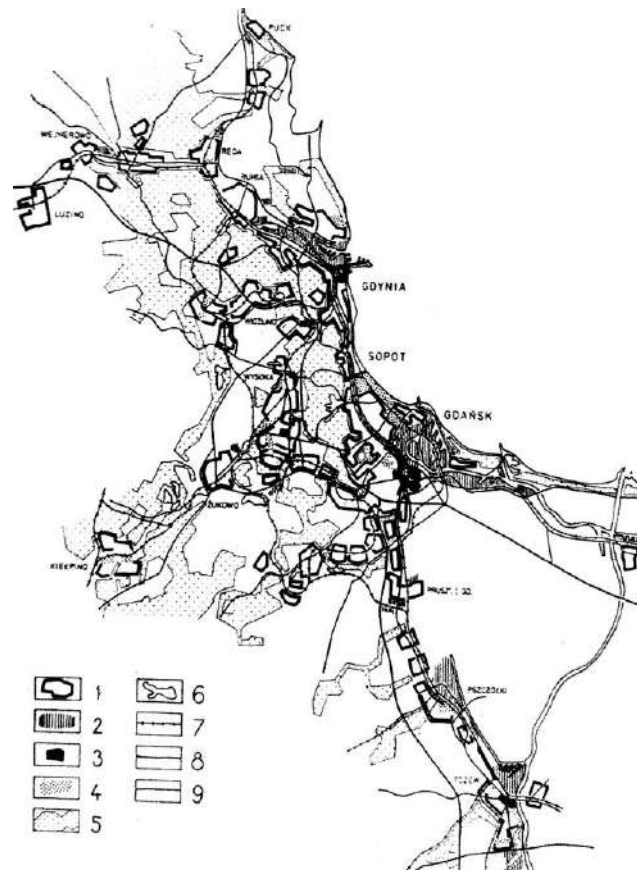 PUCK
WEJHEROWO
REDA
RUMIA
LUZINO
GDYNIA
WICZLINO
SOPOT
WYSOKA
GDAŃSK
ŻUKOWO
KIEŁPINO
PSZCZÓŁKI
TCZEW
1
2
3
4
5
6
7
8
9